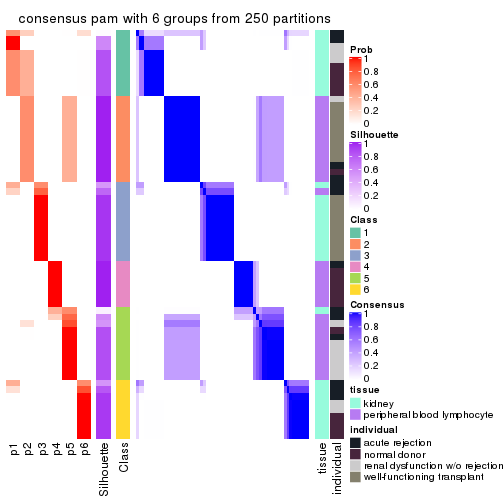 consensus pam with 6 groups from 250 partitions
Prob
1
0.8
0.6
0.4
0.2
0
Silhouette
1
0.8
0.6
0.4
0.2
0
Class
1
2
3
4
5
6
Consensus
1
0.8
0.6
0.4
0.2
0
tissue
kidney
peripheral blood lymphocyte
individual
acute rejection
normal donor
renal dysfunction w/o rejection
well-functioning transplant
p1
p2
p3
p4
p5
p6
Silhouette
Class
tissue
individual